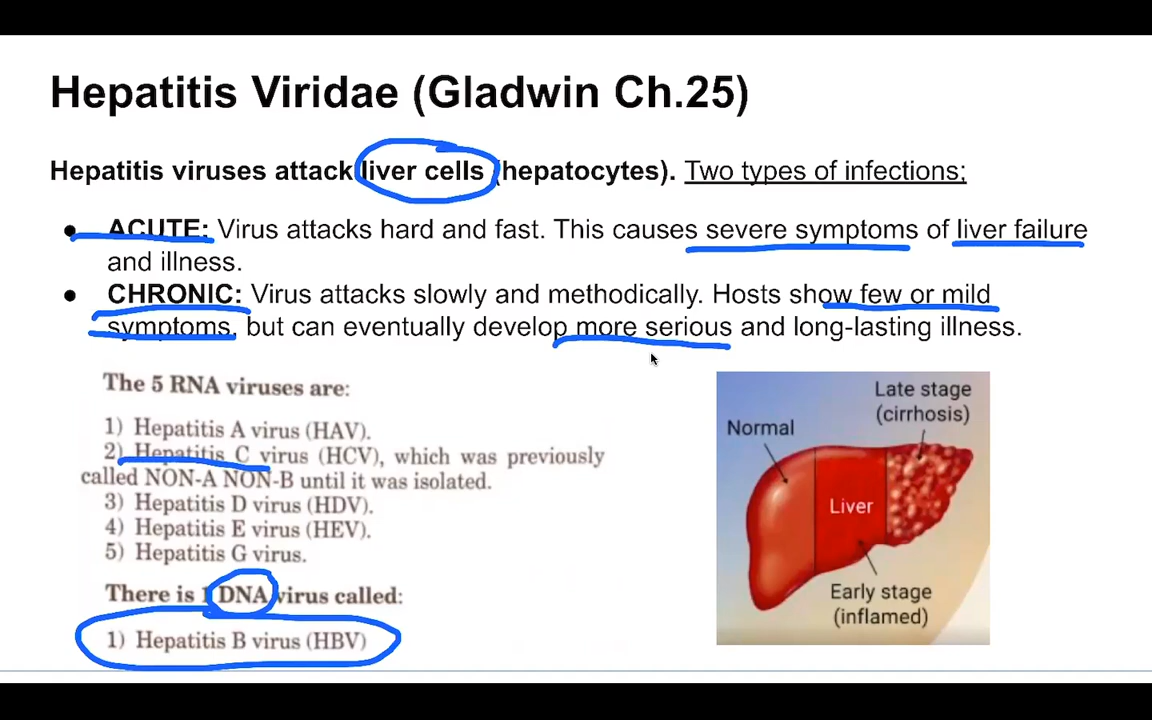 Hepatitis Viridae (Gladwin Ch.25)
Hepatitis viruses attack liver cells (hepatocytes). Two types of infections;
● ACUTE: Virus attacks hard and fast. This causes severe symptoms of liver failure
and illness.
● CHRONIC: Virus attacks slowly and methodically. Hosts show few or mild
symptoms, but can eventually develop more serious and long-lasting illness.
The 5 RNA viruses are:
1) Hepatitis A virus (HAV).
2) Hepatitis C virus (HCV), which was previously
called NON-A NON-B until it was isolated.
3) Hepatitis D virus (HDV).
4) Hepatitis E virus (HEV).
5) Hepatitis G virus.
There is 1 DNA virus called:
1) Hepatitis B virus (HBV)
Late stage
(cirrhosis)
Normal
Liver
Early stage
(inflamed)